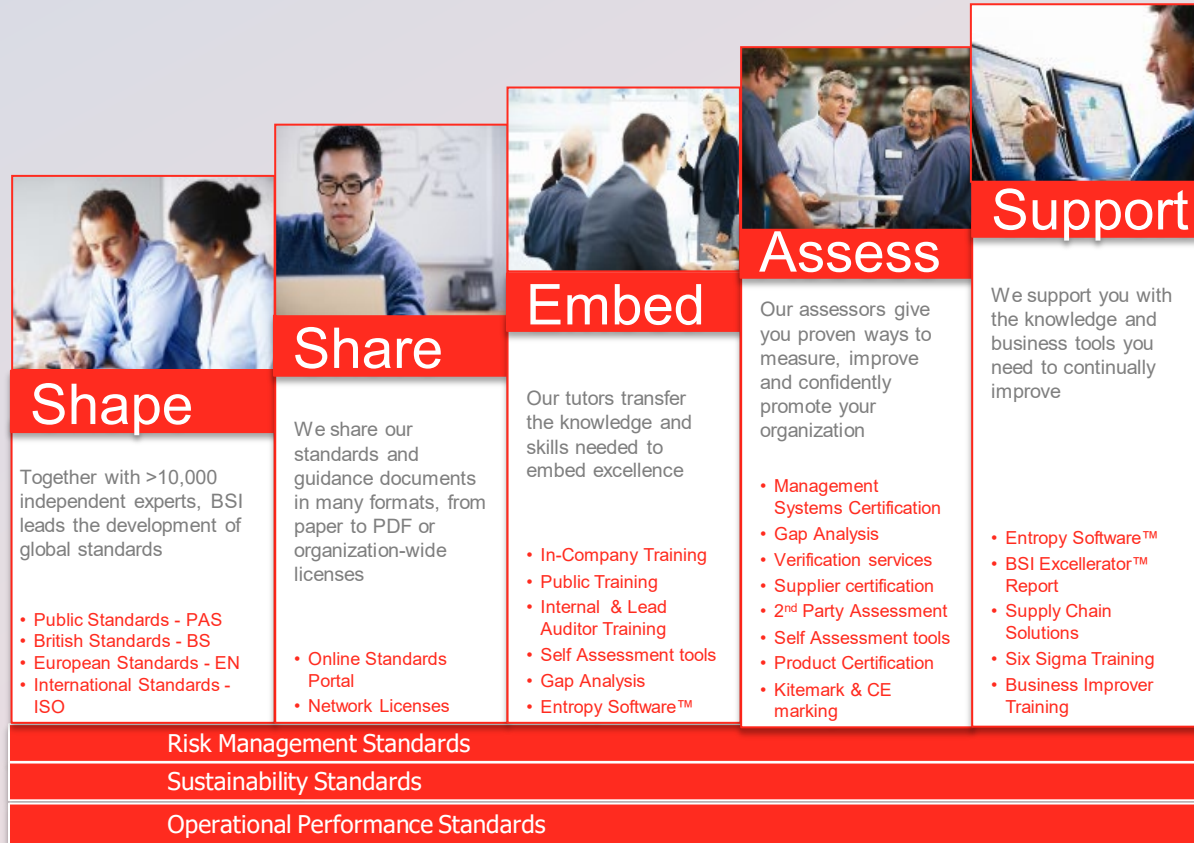 Shape
Together with >10,000
independent experts, BSI
leads the development of
global standards
• Public Standards - PAS
• British Standards - BS
• European Standards - EN
• International Standards -
ISO
Share
We share our
standards and
guidance documents
in many formats, from
paper to PDF or
organization-wide
licenses
• Online Standards
Portal
• Network Licenses
Embed
Our tutors transfer
the knowledge and
skills needed to
embed excellence
• In-Company Training
• Public Training
• Internal & Lead
Auditor Training
• Self Assessment tools
• Gap Analysis
• Entropy Software™
Assess
Our assessors give
you proven ways to
measure, improve
and confidently
promote your
organization
• Management
Systems Certification
• Gap Analysis
• Verification services
• Supplier certification
• 2nd Party Assessment
• Self Assessment tools
• Product Certification
• Kitemark & CE
marking
Support
We support you with
the knowledge and
business tools you
need to continually
improve
• Entropy Software™
• BSI Excellerator™
Report
• Supply Chain
Solutions
• Six Sigma Training
• Business Improver
Training
Risk Management Standards
Sustainability Standards
Operational Performance Standards